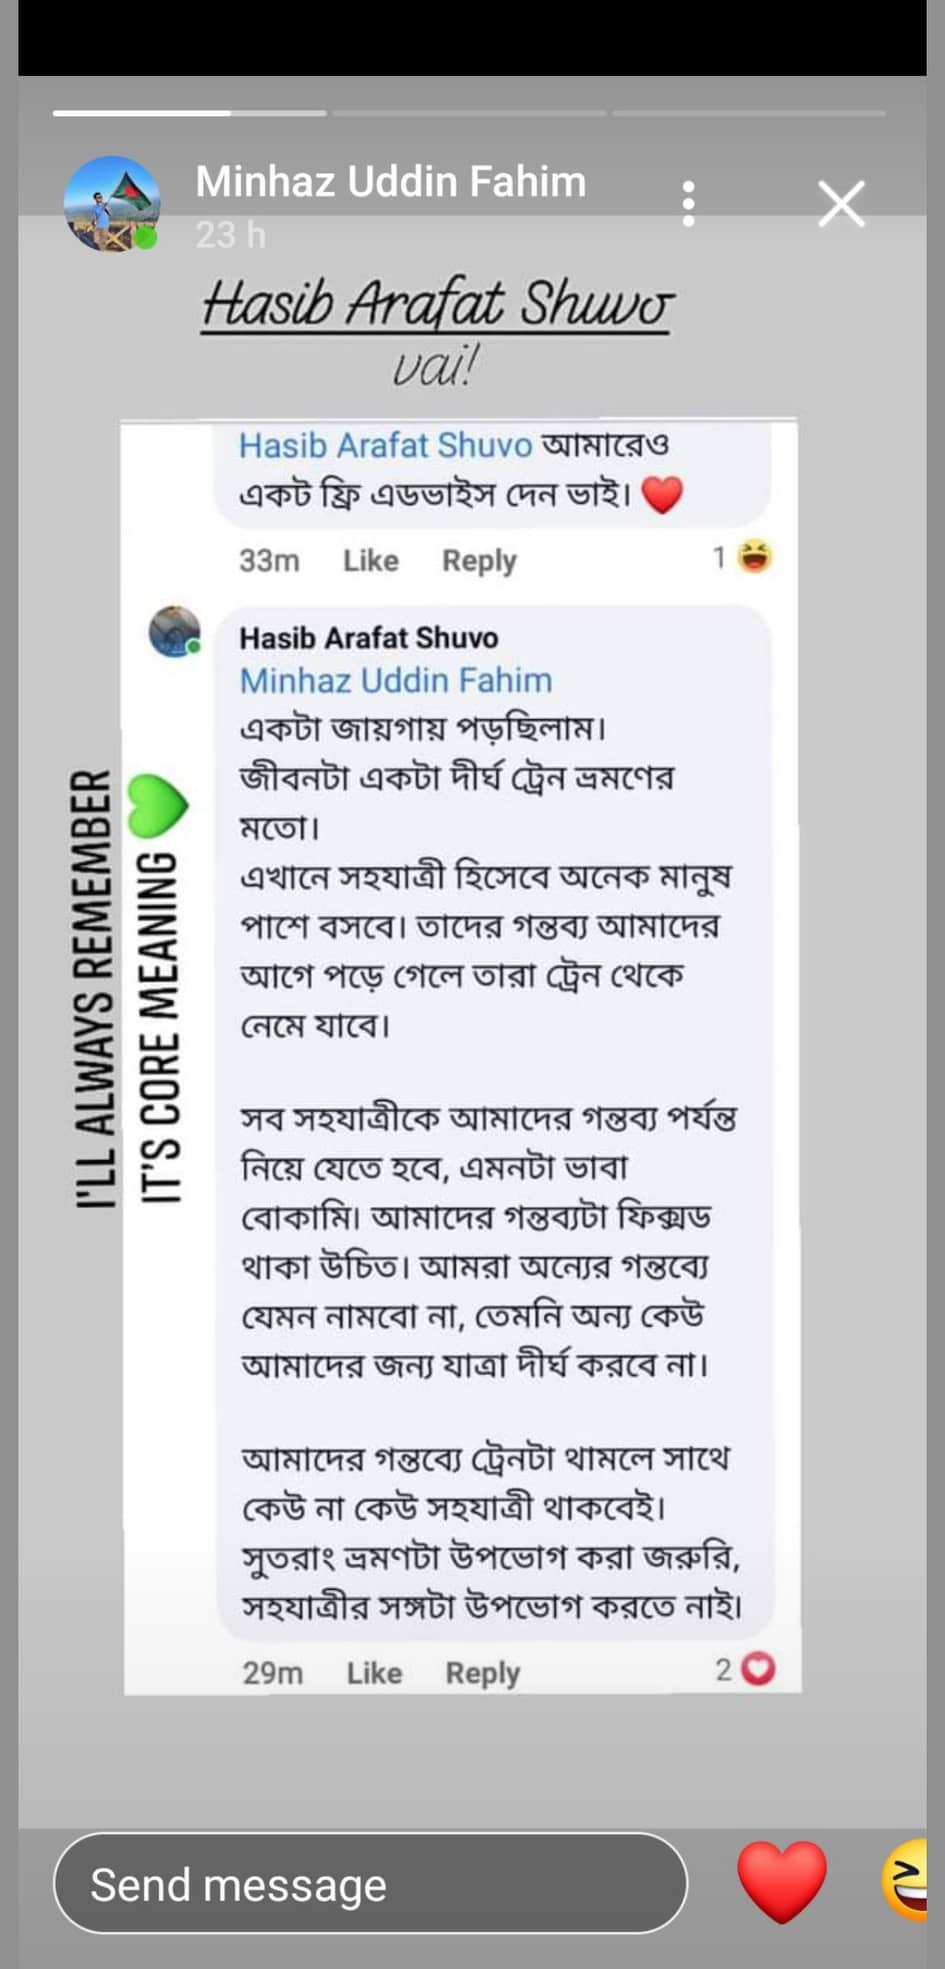 Minhaz Uddin Fahim
23 h
Hasib Arafat Shuvo
vai!
Hasib Arafat Shuvo আমারেও
একট ফ্রি এডভাইস দেন ভাই। ❤️
33m Like Reply 1 😆
Hasib Arafat Shuvo
Minhaz Uddin Fahim
একটা জায়গায় পড়ছিলাম।
জীবনটা একটা দীর্ঘ ট্রেন ভ্রমণের
মতো।
এখানে সহযাত্রী হিসেবে অনেক মানুষ
পাশে বসবে। তাদের গন্তব্য আমাদের
আগে পড়ে গেলে তারা ট্রেন থেকে
নেমে যাবে।
সব সহযাত্রীকে আমাদের গন্তব্য পর্যন্ত
নিয়ে যেতে হবে, এমনটা ভাবা
বোকামি। আমাদের গন্তব্যটা ফিক্সড
থাকা উচিত। আমরা অন্যের গন্তব্যে
যেমন নামবো না, তেমনি অন্য কেউ
আমাদের জন্য যাত্রা দীর্ঘ করবে না।
আমাদের গন্তব্যে ট্রেনটা থামলে সাথে
কেউ না কেউ সহযাত্রী থাকবেই।
সুতরাং ভ্রমণটা উপভোগ করা জরুরি,
সহযাত্রীর সঙ্গটা উপভোগ করতে নাই।
29m Like Reply 2
I'LL ALWAYS REMEMBER
IT'S CORE MEANING 💚
Send message